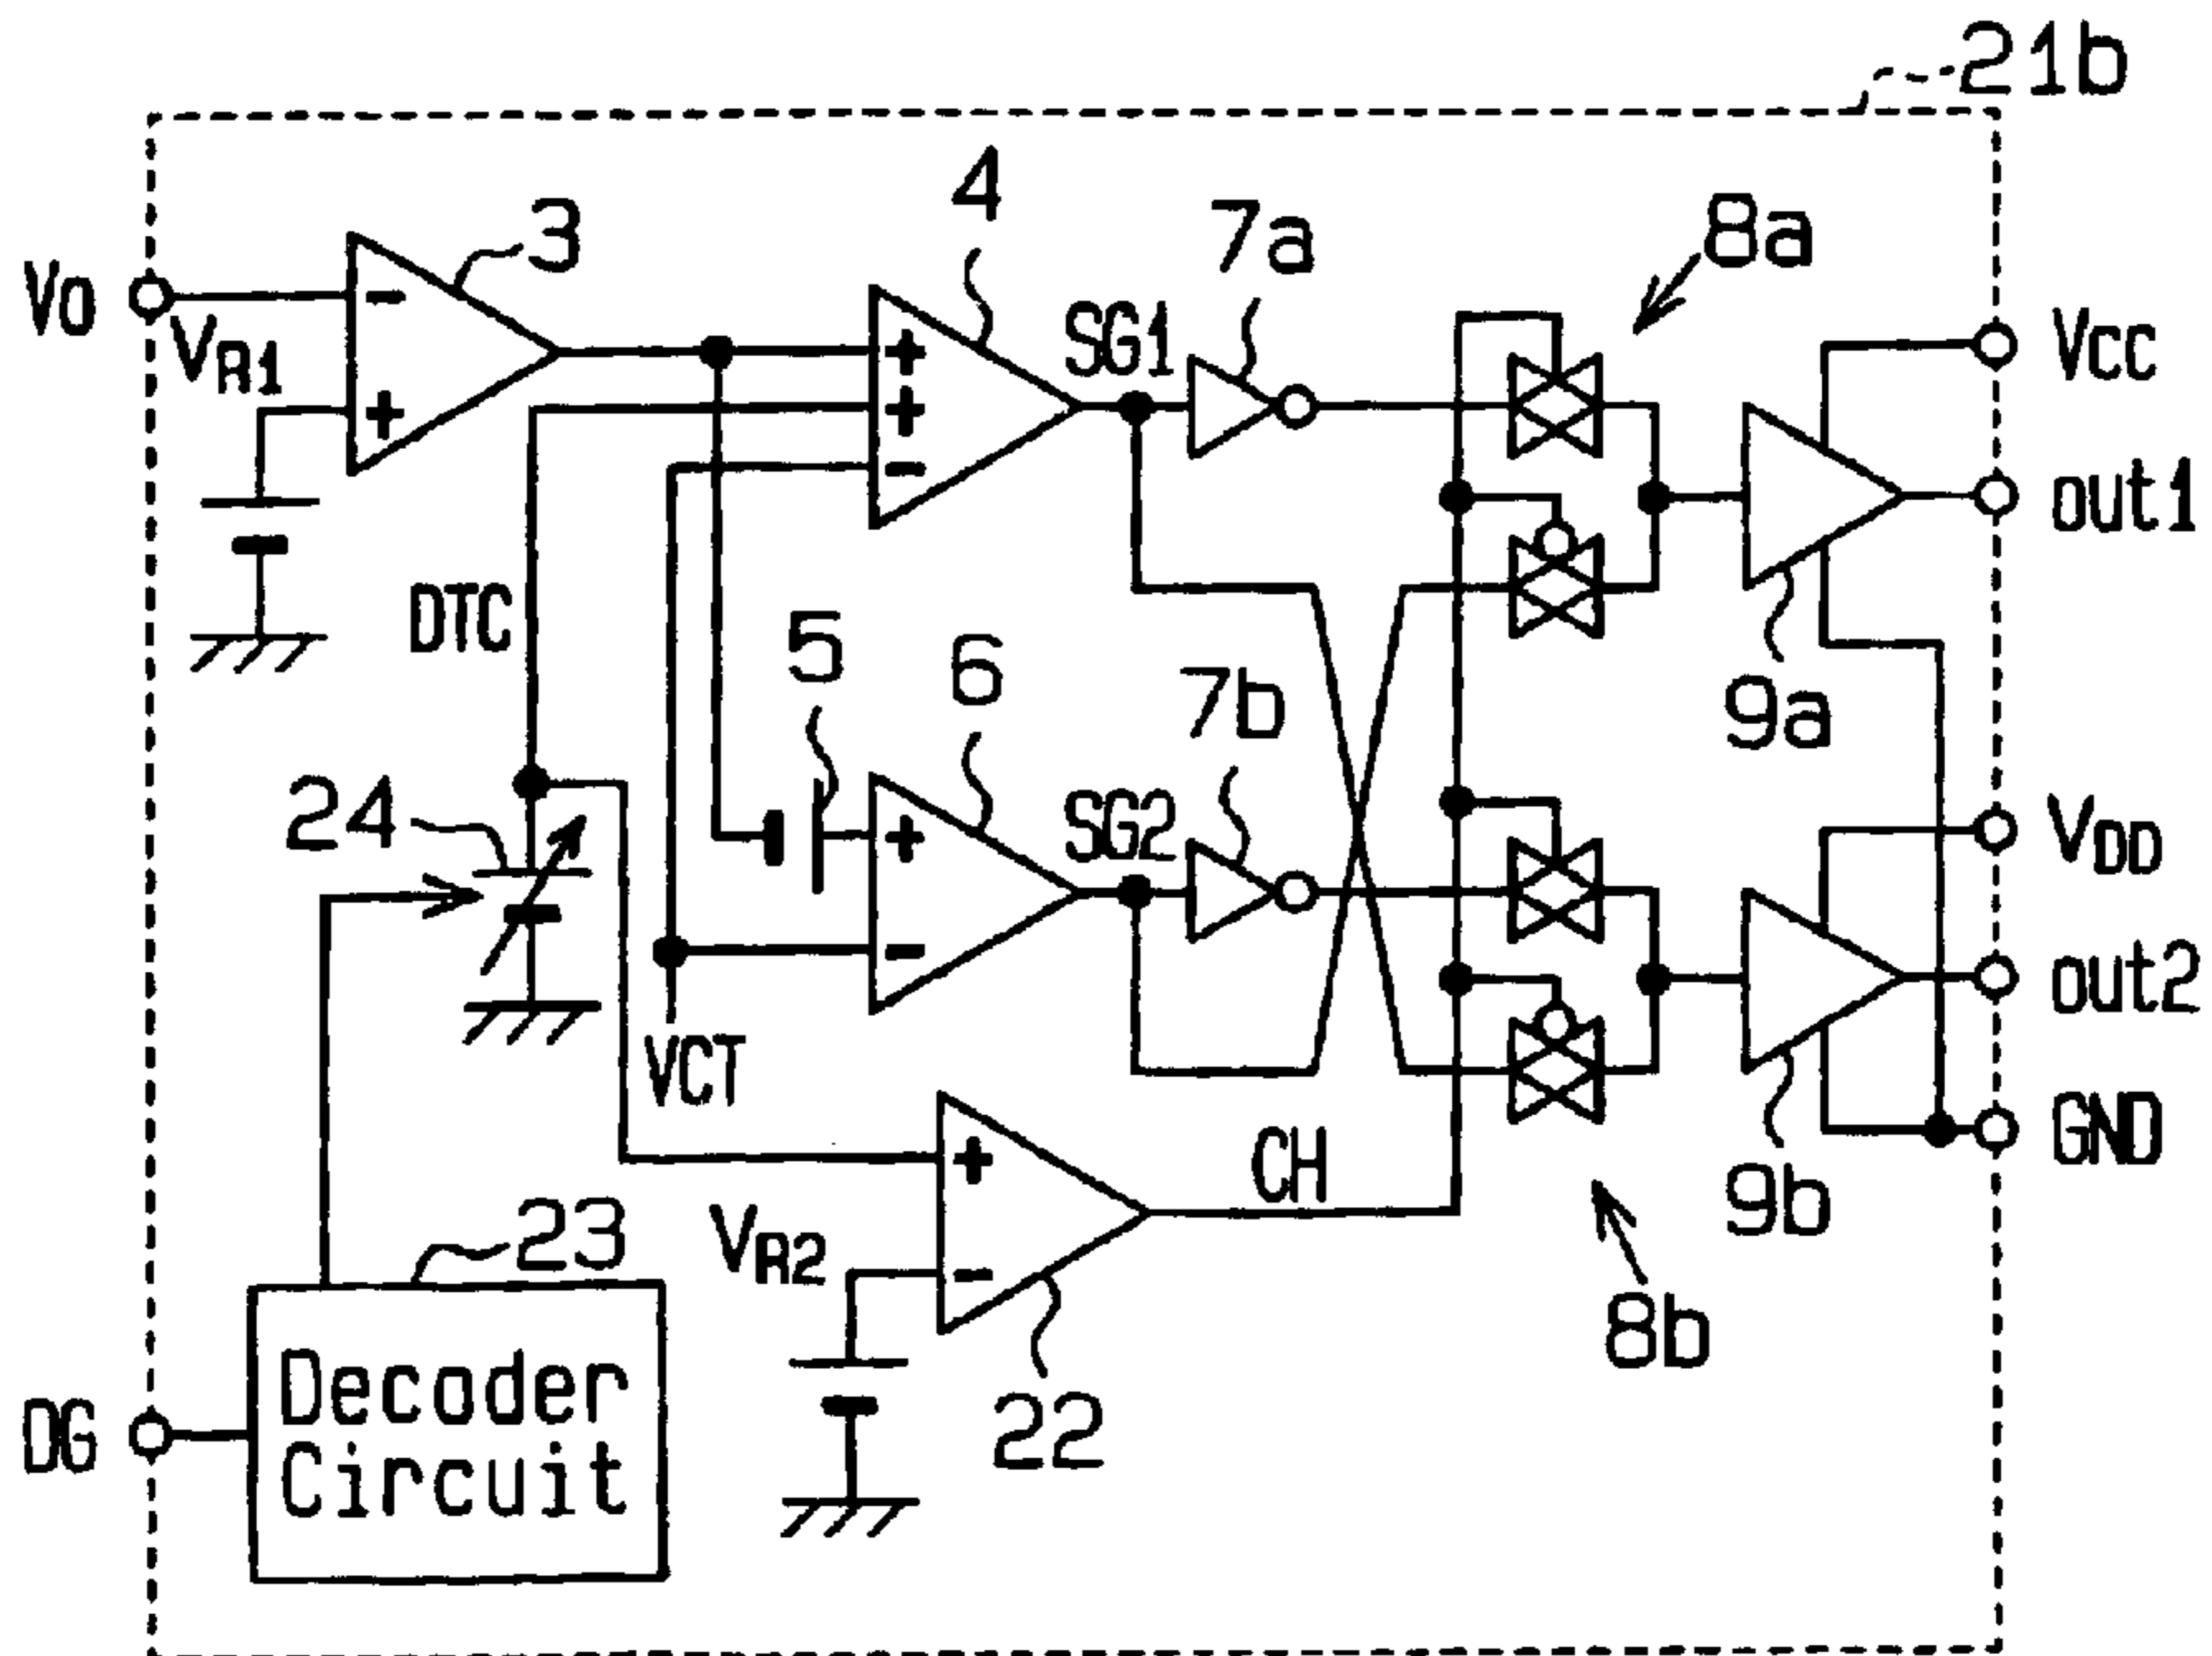 21b
4
3
7a
8a
VO
VR1
SG1
VCC
out1
DTC
5
6
7b
9a
24
SG2
VDD
out2
VCT
GND
CH
9b
23
VR2
8b
Decoder
Circuit
DG
22
+
-
+
+
-
+
-
+
-